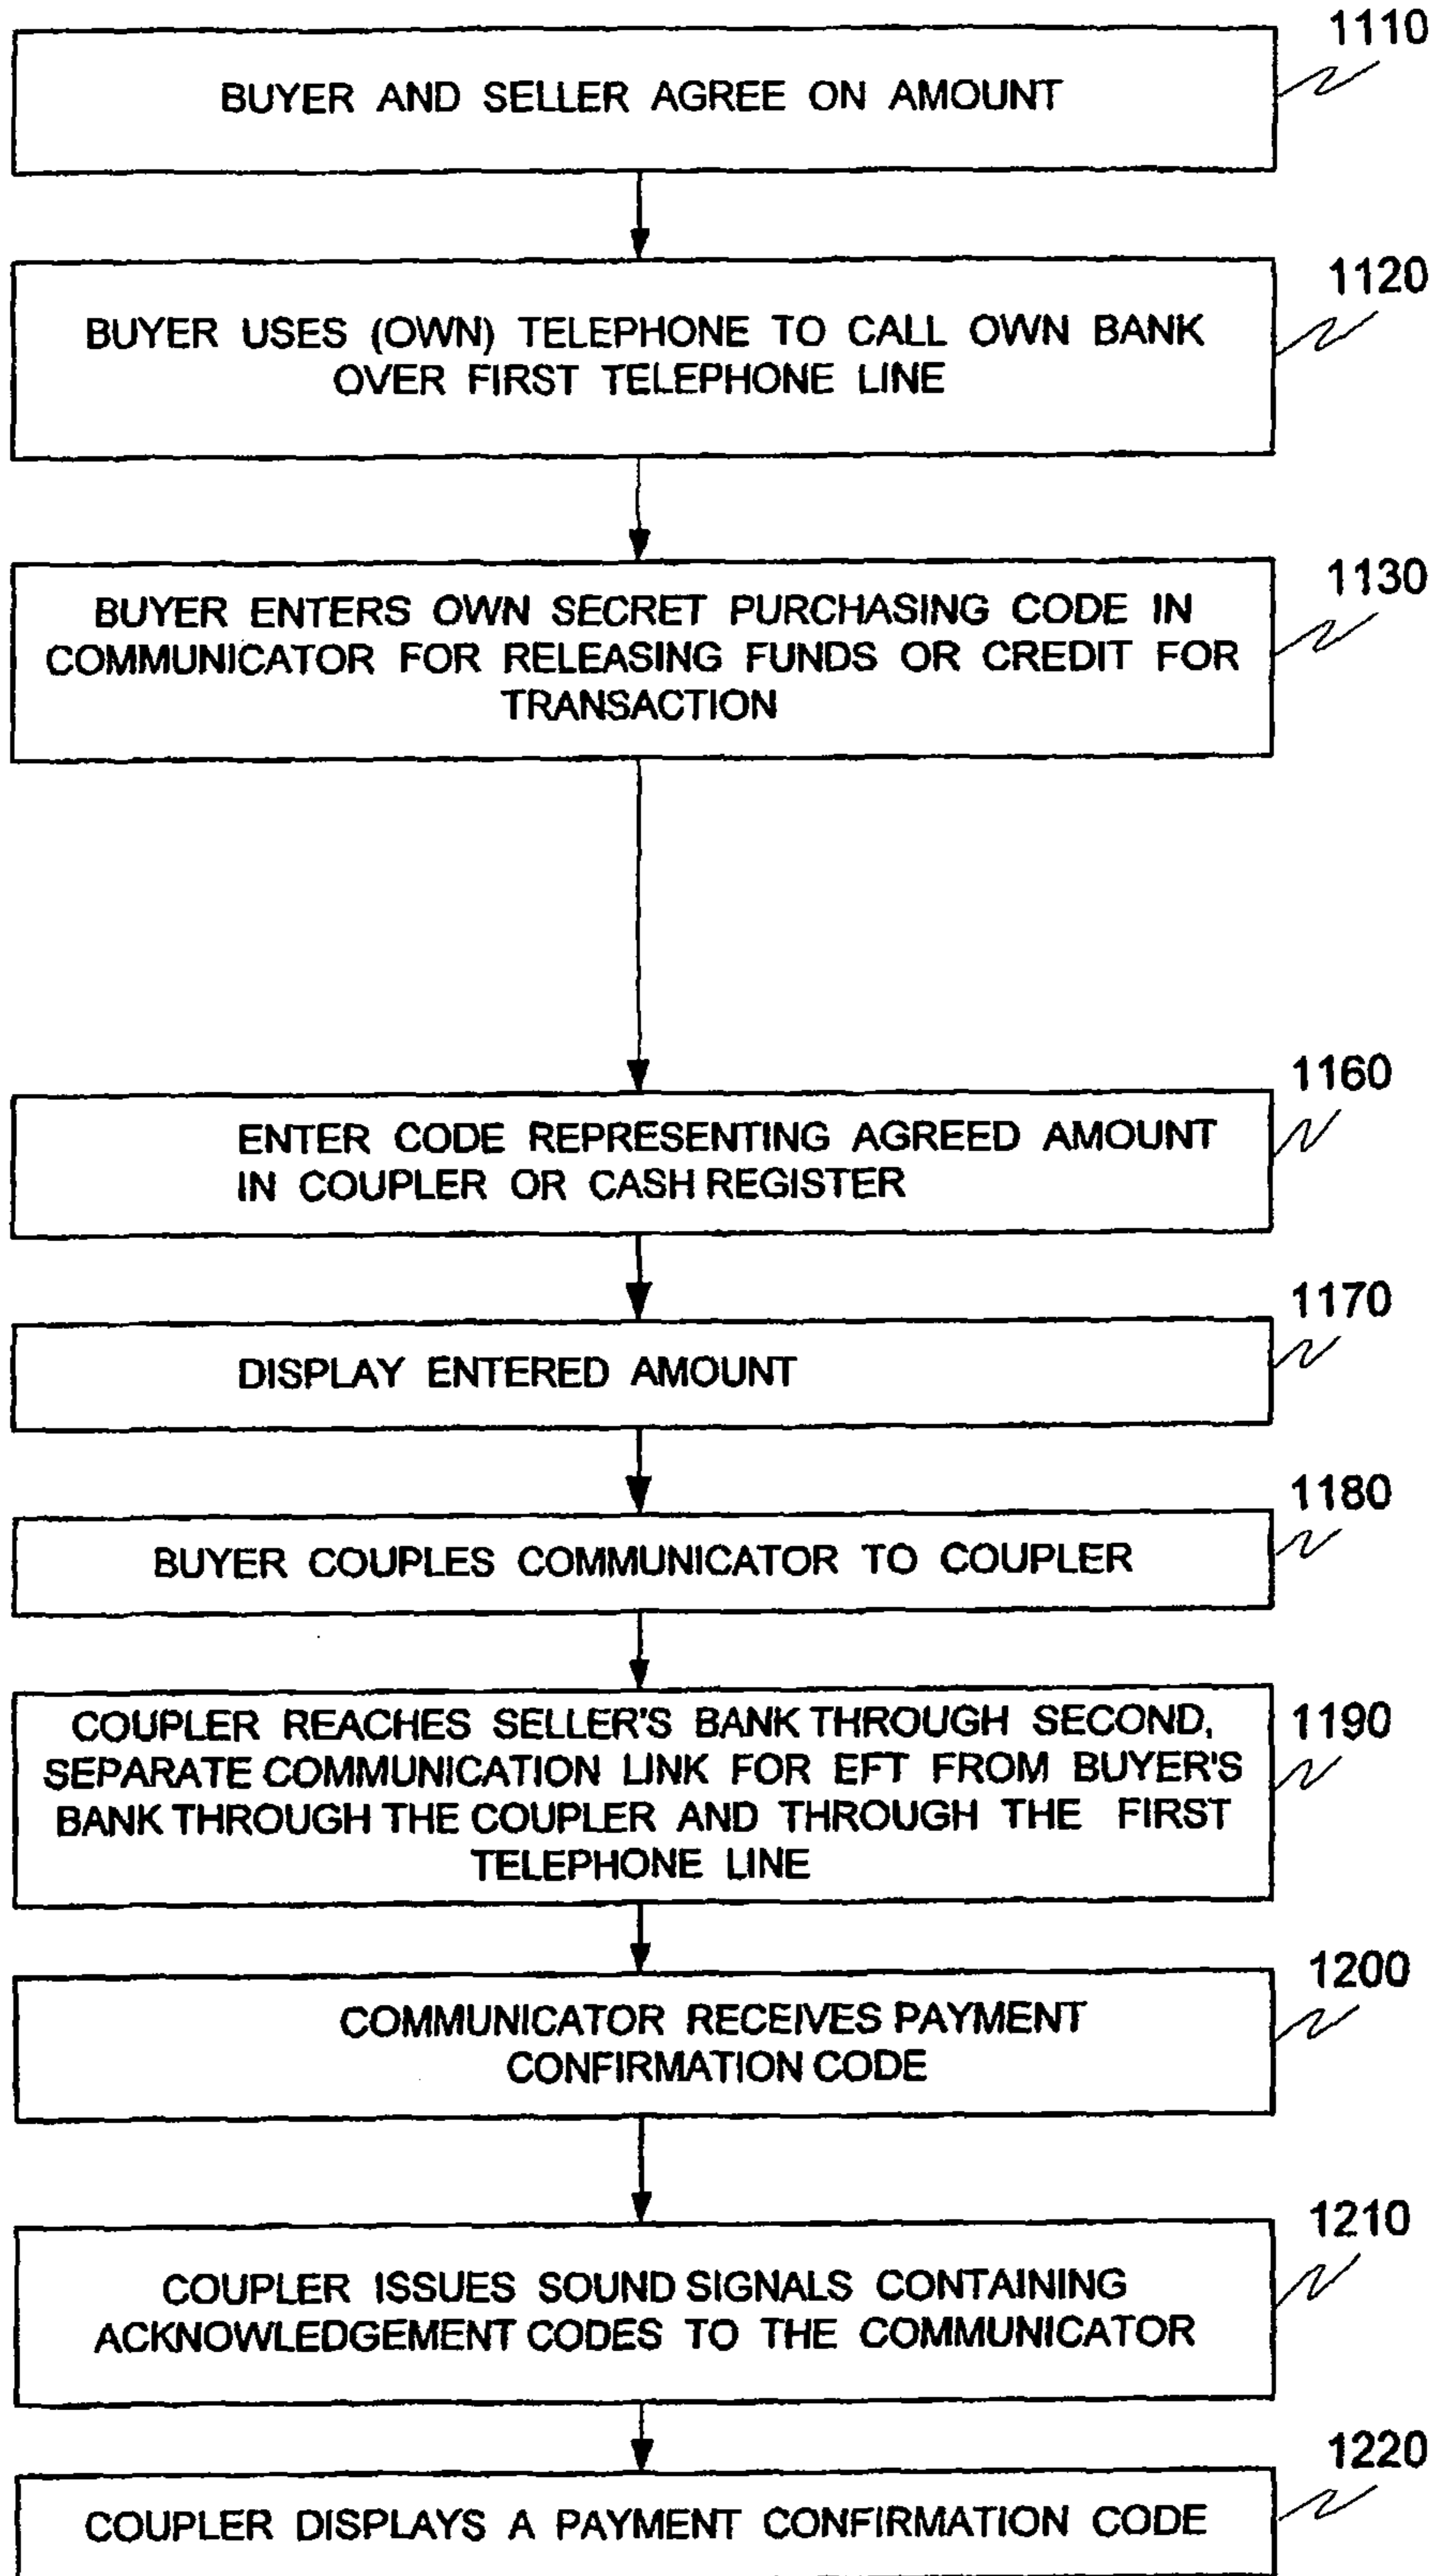 1110
BUYER AND SELLER AGREE ON AMOUNT
1120
BUYER USES (OWN) TELEPHONE TO CALL OWN BANK
OVER FIRST TELEPHONE LINE
1130
BUYER ENTERS OWN SECRET PURCHASING CODE IN
COMMUNICATOR FOR RELEASING FUNDS OR CREDIT FOR
TRANSACTION
1160
ENTER CODE REPRESENTING AGREED AMOUNT
IN COUPLER OR CASH REGISTER
1170
DISPLAY ENTERED AMOUNT
1180
BUYER COUPLES COMMUNICATOR TO COUPLER
1190
COUPLER REACHES SELLER'S BANK THROUGH SECOND,
SEPARATE COMMUNICATION LINK FOR EFT FROM BUYER'S
BANK THROUGH THE COUPLER AND THROUGH THE FIRST
TELEPHONE LINE
1200
COMMUNICATOR RECEIVES PAYMENT
CONFIRMATION CODE
1210
COUPLER ISSUES SOUND SIGNALS CONTAINING
ACKNOWLEDGEMENT CODES TO THE COMMUNICATOR
1220
COUPLER DISPLAYS A PAYMENT CONFIRMATION CODE